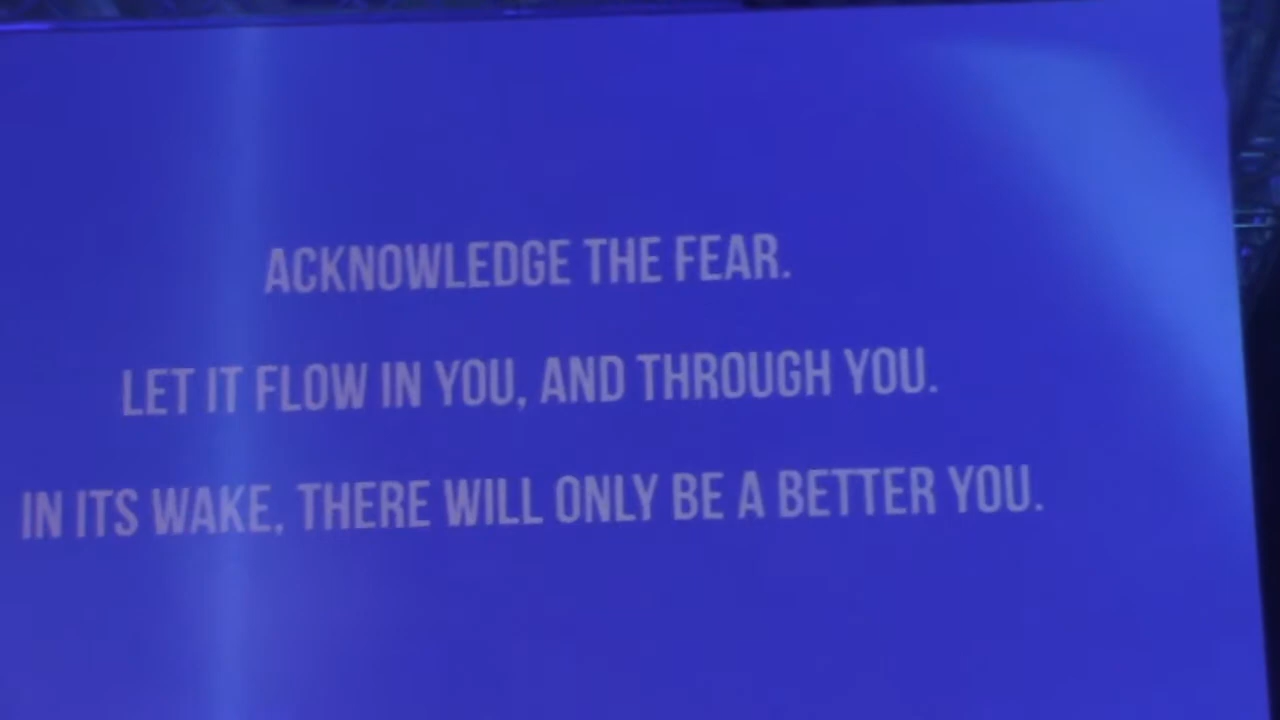 ACKNOWLEDGE THE FEAR.
LET IT FLOW IN YOU, AND THROUGH YOU.
IN ITS WAKE, THERE WILL ONLY BE A BETTER YOU.